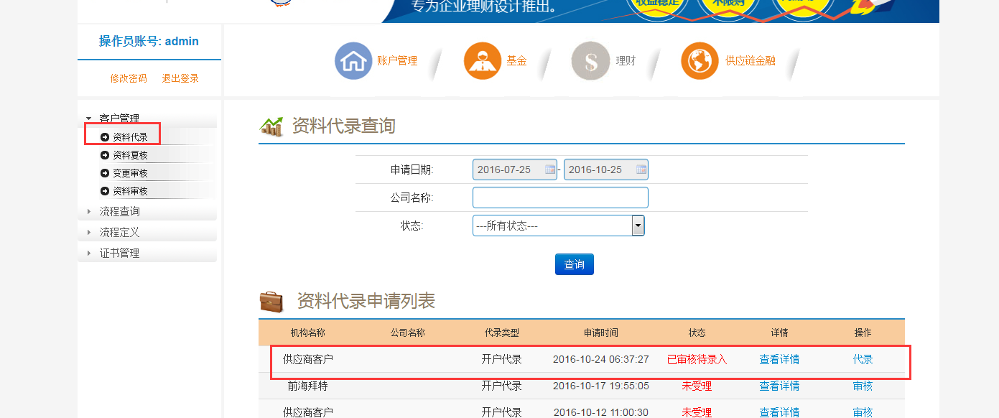 专为企业理财设计推出。
收益稳定
不限购
操作员账号: admin
修改密码 退出登录
账户管理
基金
理财
供应链金融
客户管理
资料代录
资料复核
变更审核
资料审核
流程查询
流程定义
证书管理
资料代录查询
申请日期: 2016-07-25 - 2016-10-25
公司名称:
状态: ---所有状态---
查询
资料代录申请列表
机构名称 公司名称 代录类型 申请时间 状态 详情 操作
供应商客户 开户代录 2016-10-24 06:37:27 已审核待录入 查看详情 代录
前海拜特 开户代录 2016-10-17 19:55:05 未受理 查看详情 审核
供应商客户 开户代录 2016-10-12 11:00:30 未受理 查看详情 审核